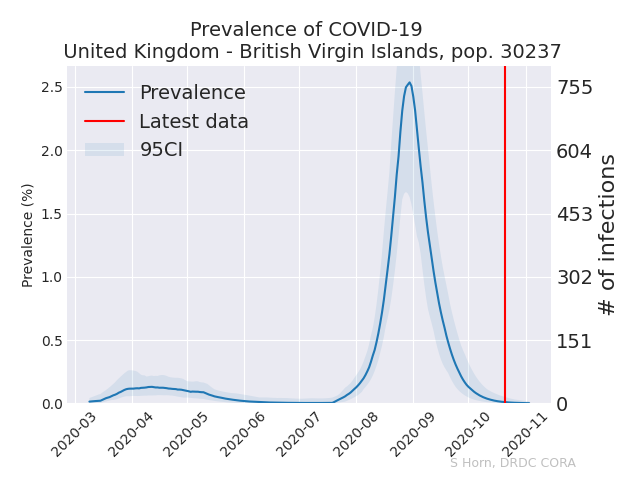 Prevalence of COVID-19
United Kingdom - British Virgin Islands, pop. 30237
Prevalence
Latest data
95CI
Prevalence (%)
2.5
2.0
1.5
1.0
0.5
0.0
755
604
453
302
151
0
# of infections
2020-03
2020-04
2020-05
2020-06
2020-07
2020-08
2020-09
2020-10
2020-11
S Horn, DRDC CORA